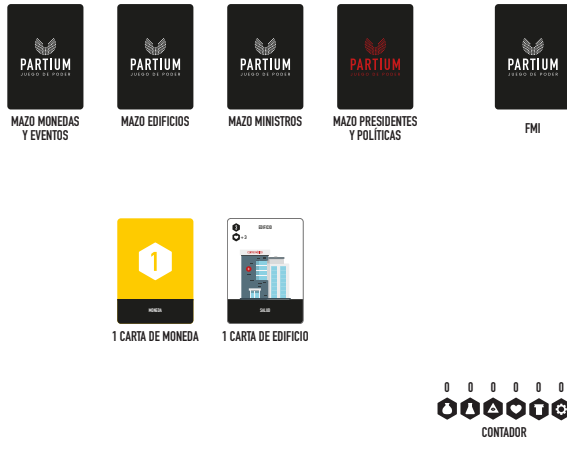 PARTIUM
JUEGO DE PODER
PARTIUM
JUEGO DE PODER
PARTIUM
JUEGO DE PODER
PARTIUM
JUEGO DE PODER
PARTIUM
JUEGO DE PODER
MAZO MONEDAS
Y EVENTOS
MAZO EDIFICIOS
MAZO MINISTROS
MAZO PRESIDENTES
Y POLÍTICAS
FMI
1
MONEDA
EDIFICIO
+3
SALUD
1 CARTA DE MONEDA
1 CARTA DE EDIFICIO
0 0 0 0 0 0
CONTADOR